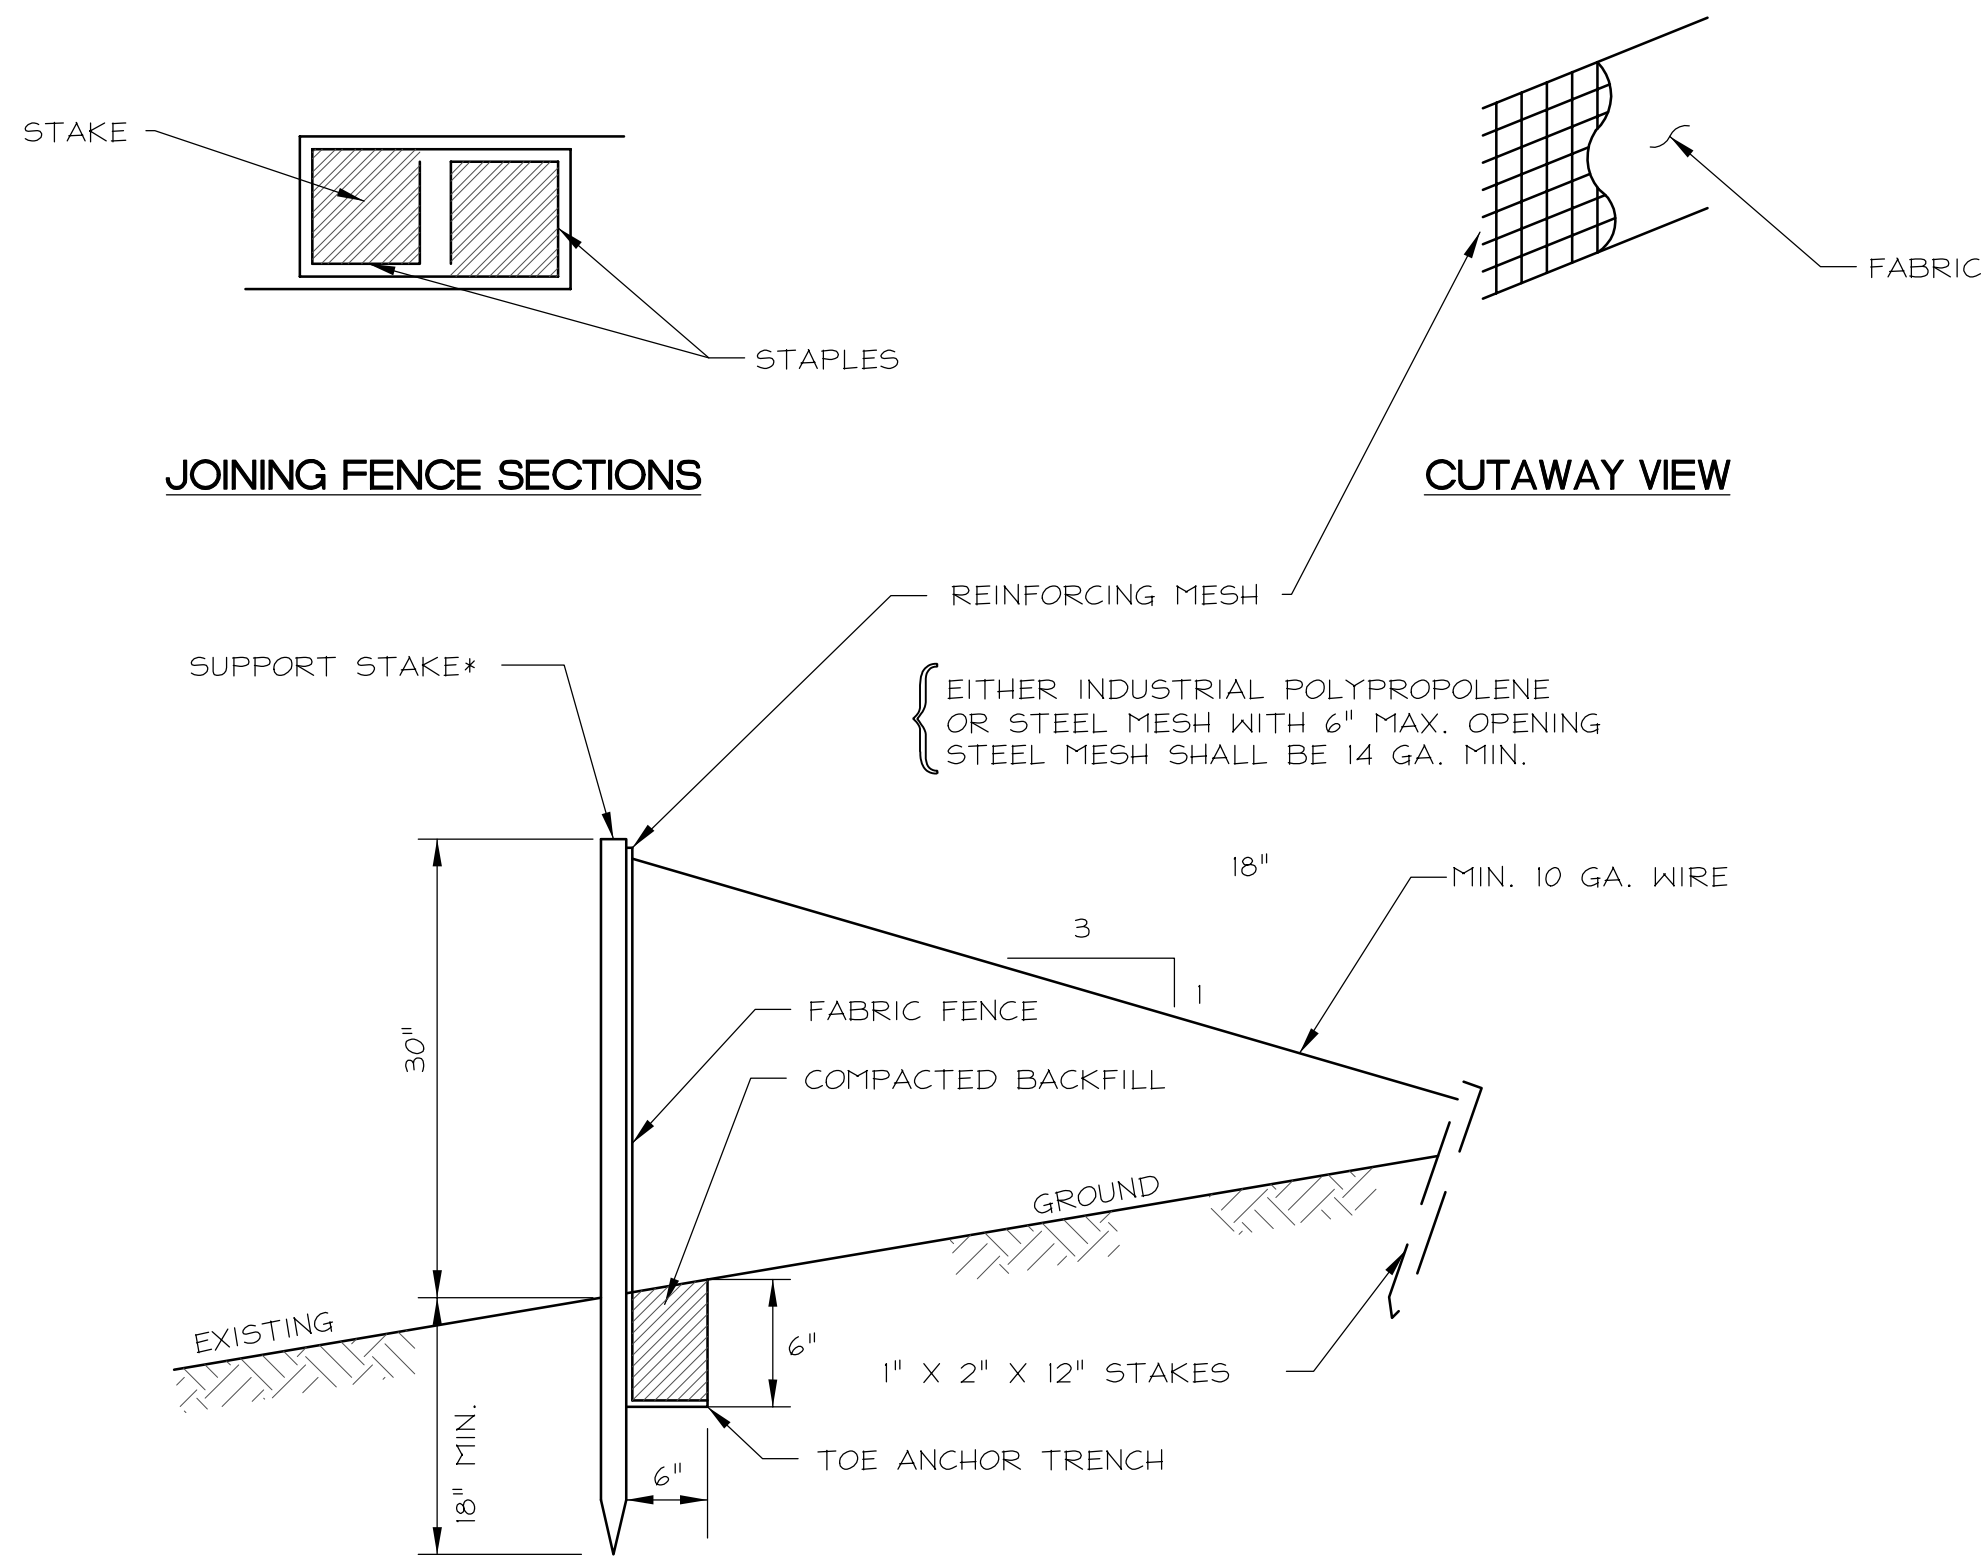 STAKE
STAPLES
FABRIC
JOINING FENCE SECTIONS
CUTAWAY VIEW
REINFORCING MESH
SUPPORT STAKE*
EITHER INDUSTRIAL POLYPROPOLENE
OR STEEL MESH WITH 6" MAX. OPENING
STEEL MESH SHALL BE 14 GA. MIN.
18"
MIN. 10 GA. WIRE
3
1
FABRIC FENCE
30"
COMPACTED BACKFILL
GROUND
EXISTING
6"
1" X 2" X 12" STAKES
18" MIN.
TOE ANCHOR TRENCH
6"